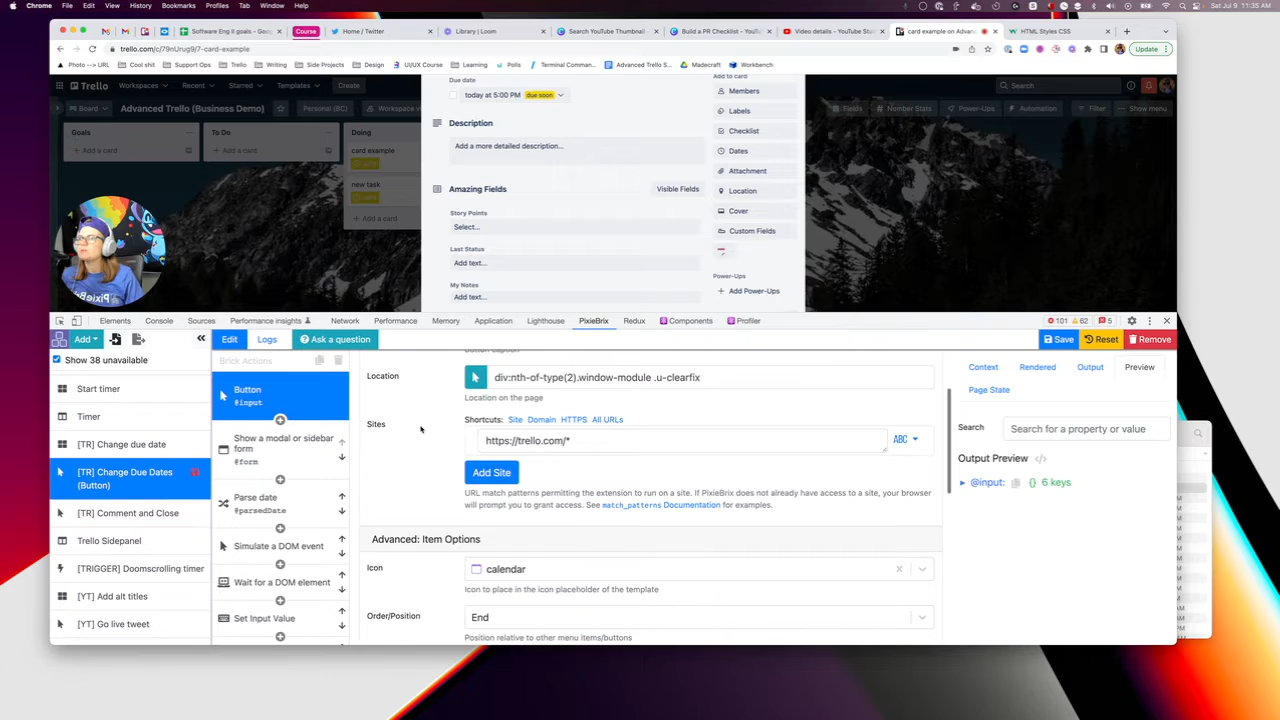 Chrome File Edit View History Bookmarks Profiles Tab Window Help
Sat Jul 9 11:35 AM
Software Eng II goals
Course
Home / Twitter
Library | Loom
Search YouTube Thumbnail
Build a PR Checklist - YouTu
Video details - YouTube Stu
card example on Advanc
HTML Styles CSS
trello.com/c/79nUrug9/7-card-example
Update
Photo --> URL
Cool shit
Support Ops
Trello
Writing
Side Projects
Design
UI/UX Course
Learning
Polls
Terminal Comman...
Advanced Trello S...
Madecraft
Workbench
Trello
Workspaces
Recent
Starred
Templates
Create
Search
Board
Advanced Trello (Business Demo)
Personal (BC)
Fields
Number Stats
Power-Ups
Automation
Filter
Show menu
Goals
+ Add a card
To Do
+ Add a card
Doing
card example
new task
+ Add a card
Due date
today at 5:00 PM due soon
Description
Add a more detailed description...
Amazing Fields
Visible Fields
Story Points
Select...
Last Status
Add text...
My Notes
Add text...
Add to card
Members
Labels
Checklist
Dates
Attachment
Location
Cover
Custom Fields
Power-Ups
+ Add Power-Ups
Elements Console Sources Performance insights Network Performance Memory Application Lighthouse PixieBrix Redux Components Profiler
101 62 5
Add
Edit
Logs
Ask a question
Save
Reset
Remove
Show 38 unavailable
Start timer
Timer
[TR] Change due date
[TR] Change Due Dates
(Button)
[TR] Comment and Close
Trello Sidepanel
[TRIGGER] Doomscrolling timer
[YT] Add alt titles
[YT] Go live tweet
Brick Actions
Button
@input
Show a modal or sidebar
form
@form
Parse date
@parsedDate
Simulate a DOM event
Wait for a DOM element
Set Input Value
Button caption
Location
div:nth-of-type(2).window-module .u-clearfix
Location on the page
Sites
Shortcuts: Site Domain HTTPS All URLs
https://trello.com/*
ABC
Add Site
URL match patterns permitting the extension to run on a site. If PixieBrix does not already have access to a site, your browser
will prompt you to grant access. See match_patterns Documentation for examples.
Advanced: Item Options
Icon
calendar
Icon to place in the icon placeholder of the template
Order/Position
End
Position relative to other menu items/buttons
Context
Rendered
Output
Preview
Page State
Search
Search for a property or value
Output Preview
@input: {} 6 keys